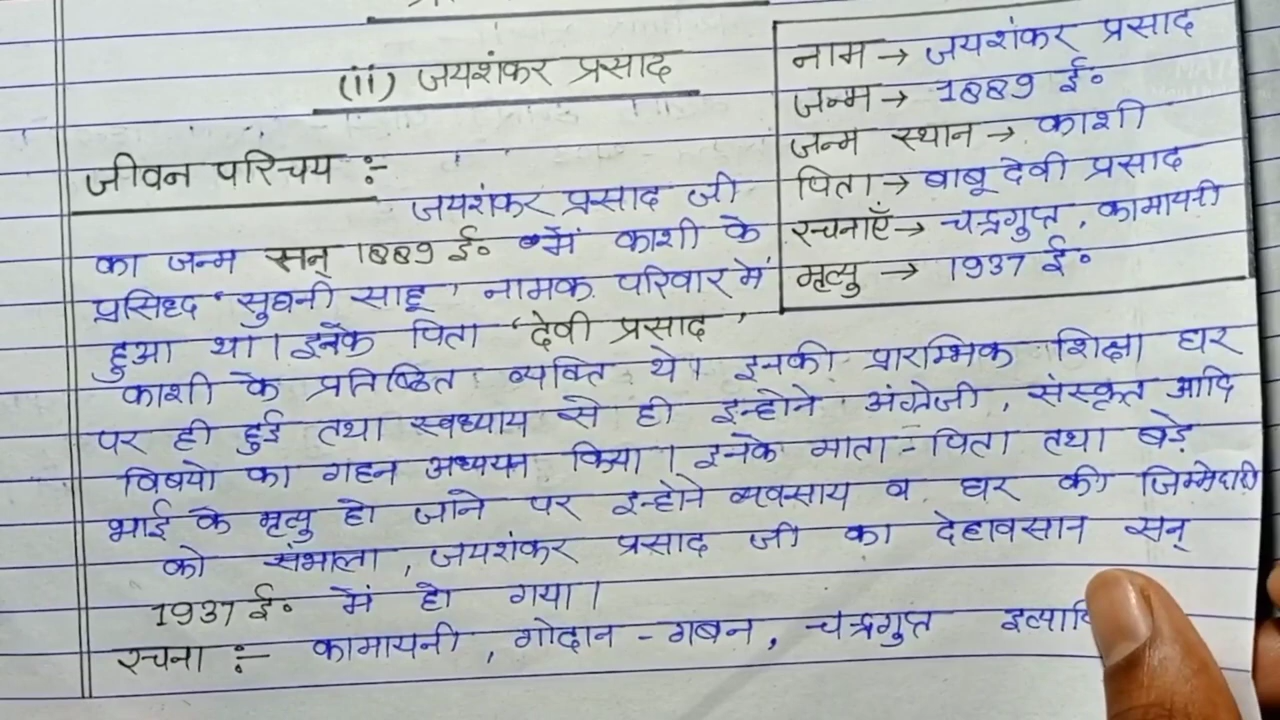 (ii) जयशंकर प्रसाद
नाम → जयशंकर प्रसाद
जन्म → 1889 ई०
जन्म स्थान → काशी
पिता → बाबू देवी प्रसाद
रचनाएँ → चन्द्रगुप्त, कामायनी
मृत्यु → 1937 ई०
जीवन परिचय :-
जयशंकर प्रसाद जी
का जन्म सन् 1889 ई० में काशी के
प्रसिद्द 'सुघनी साहू' नामक परिवार में
हुआ था। इनके पिता 'देवी प्रसाद'
काशी के प्रतिष्ठित व्यक्ति थे। इनकी प्रारम्भिक शिक्षा घर
पर ही हुई तथा स्वध्याय से ही इन्होने अंग्रेजी, संस्कृत आदि
विषयो का गहन अध्ययन किया। इनके माता-पिता तथा बड़े
भाई के मृत्यु हो जाने पर इन्होने व्यवसाय व घर की जिम्मेदारी
को संभाला, जयशंकर प्रसाद जी का देहावसान सन्
1937 ई० में हो गया।
रचना :- कामायनी, गोदान - गबन, चन्द्रगुप्त